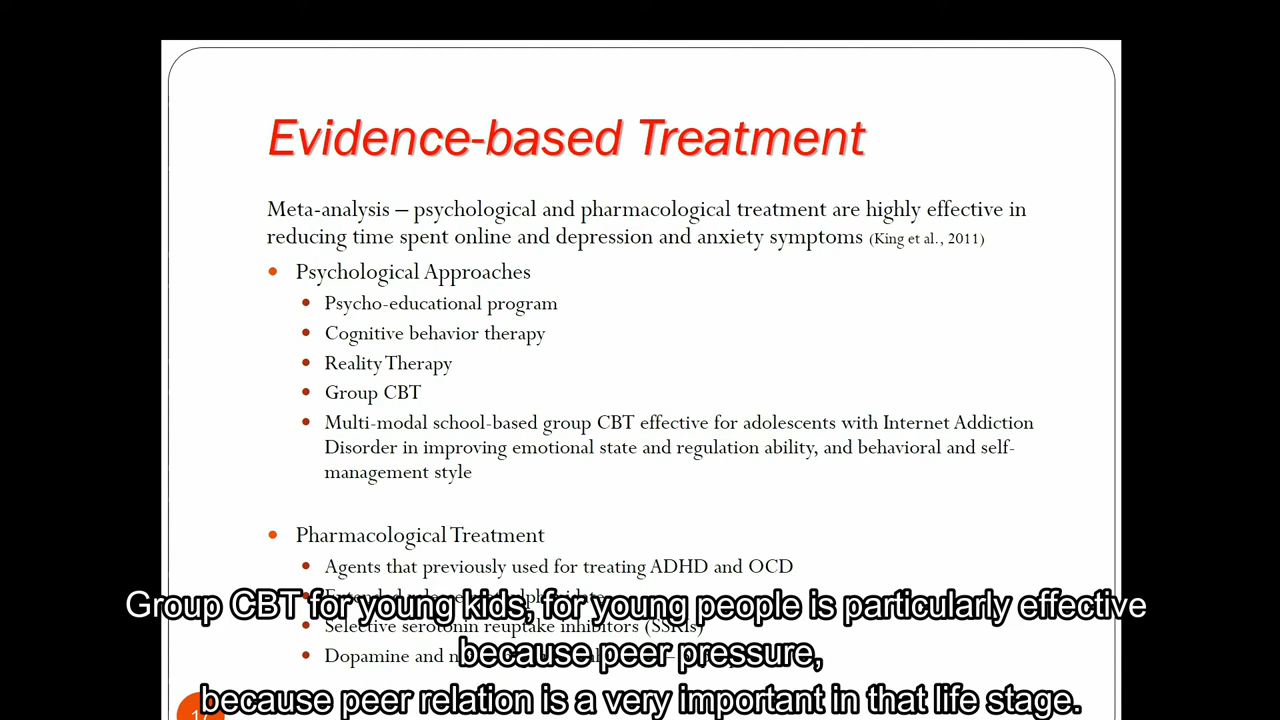 Evidence-based Treatment
Meta-analysis – psychological and pharmacological treatment are highly effective in
reducing time spent online and depression and anxiety symptoms (King et al., 2011)
Psychological Approaches
Psycho-educational program
Cognitive behavior therapy
Reality Therapy
Group CBT
Multi-modal school-based group CBT effective for adolescents with Internet Addiction
Disorder in improving emotional state and regulation ability, and behavioral and self-
management style
Pharmacological Treatment
Agents that previously used for treating ADHD and OCD
Selective serotonin reuptake inhibitors (SSRIs)
Dopamine and
Group CBT for young kids, for young people is particularly effective
because peer pressure,
because peer relation is a very important in that life stage.